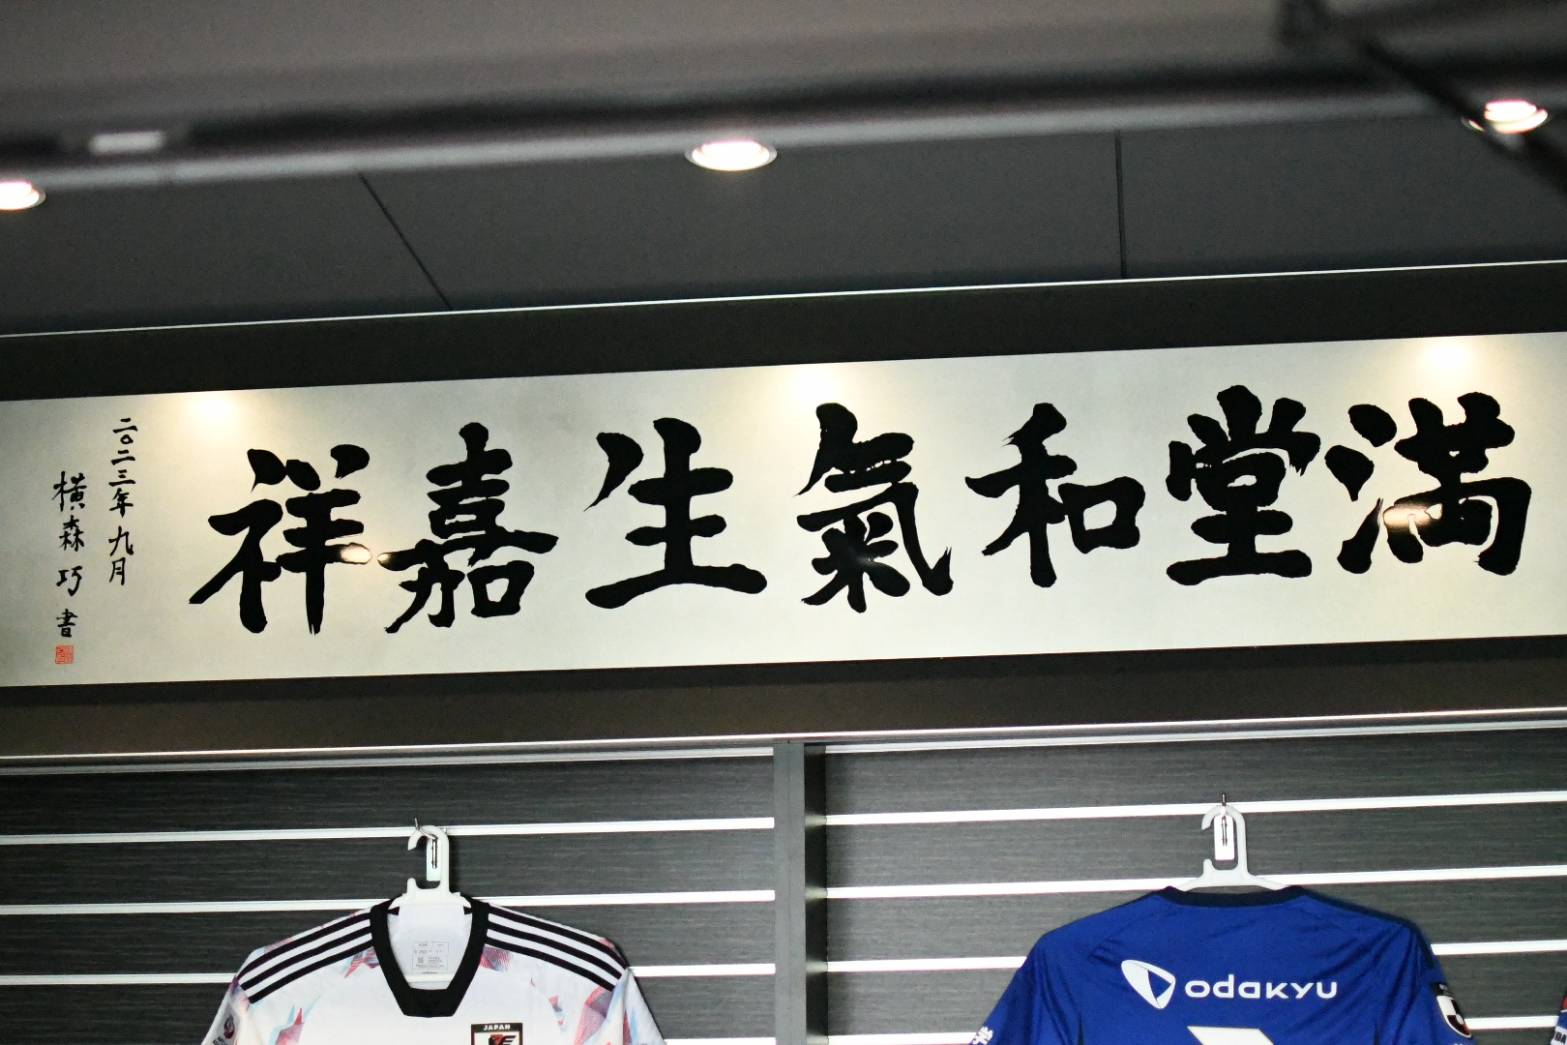 満堂和氣生嘉祥
二〇二三年九月
横森巧書
JAPAN
odakyu